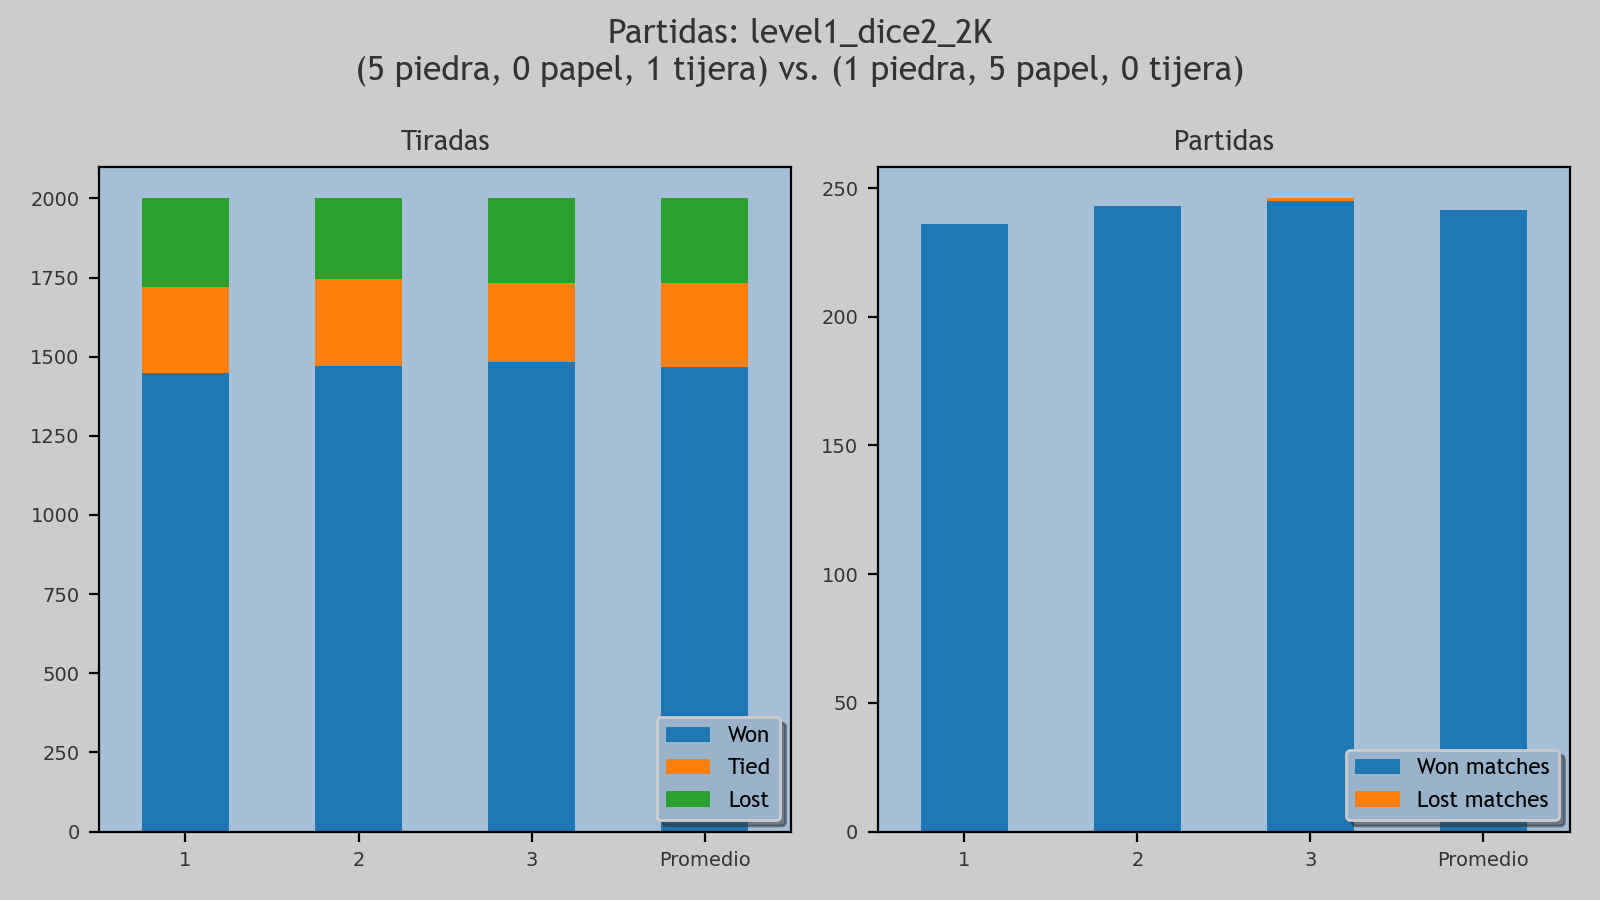 Partidas: level1_dice2_2K
(5 piedra, 0 papel, 1 tijera) vs. (1 piedra, 5 papel, 0 tijera)
Tiradas
2000
1750
1500
1250
1000
750
500
250
0
1
2
3
Promedio
Won
Tied
Lost
Partidas
250
200
150
100
50
0
1
2
3
Promedio
Won matches
Lost matches